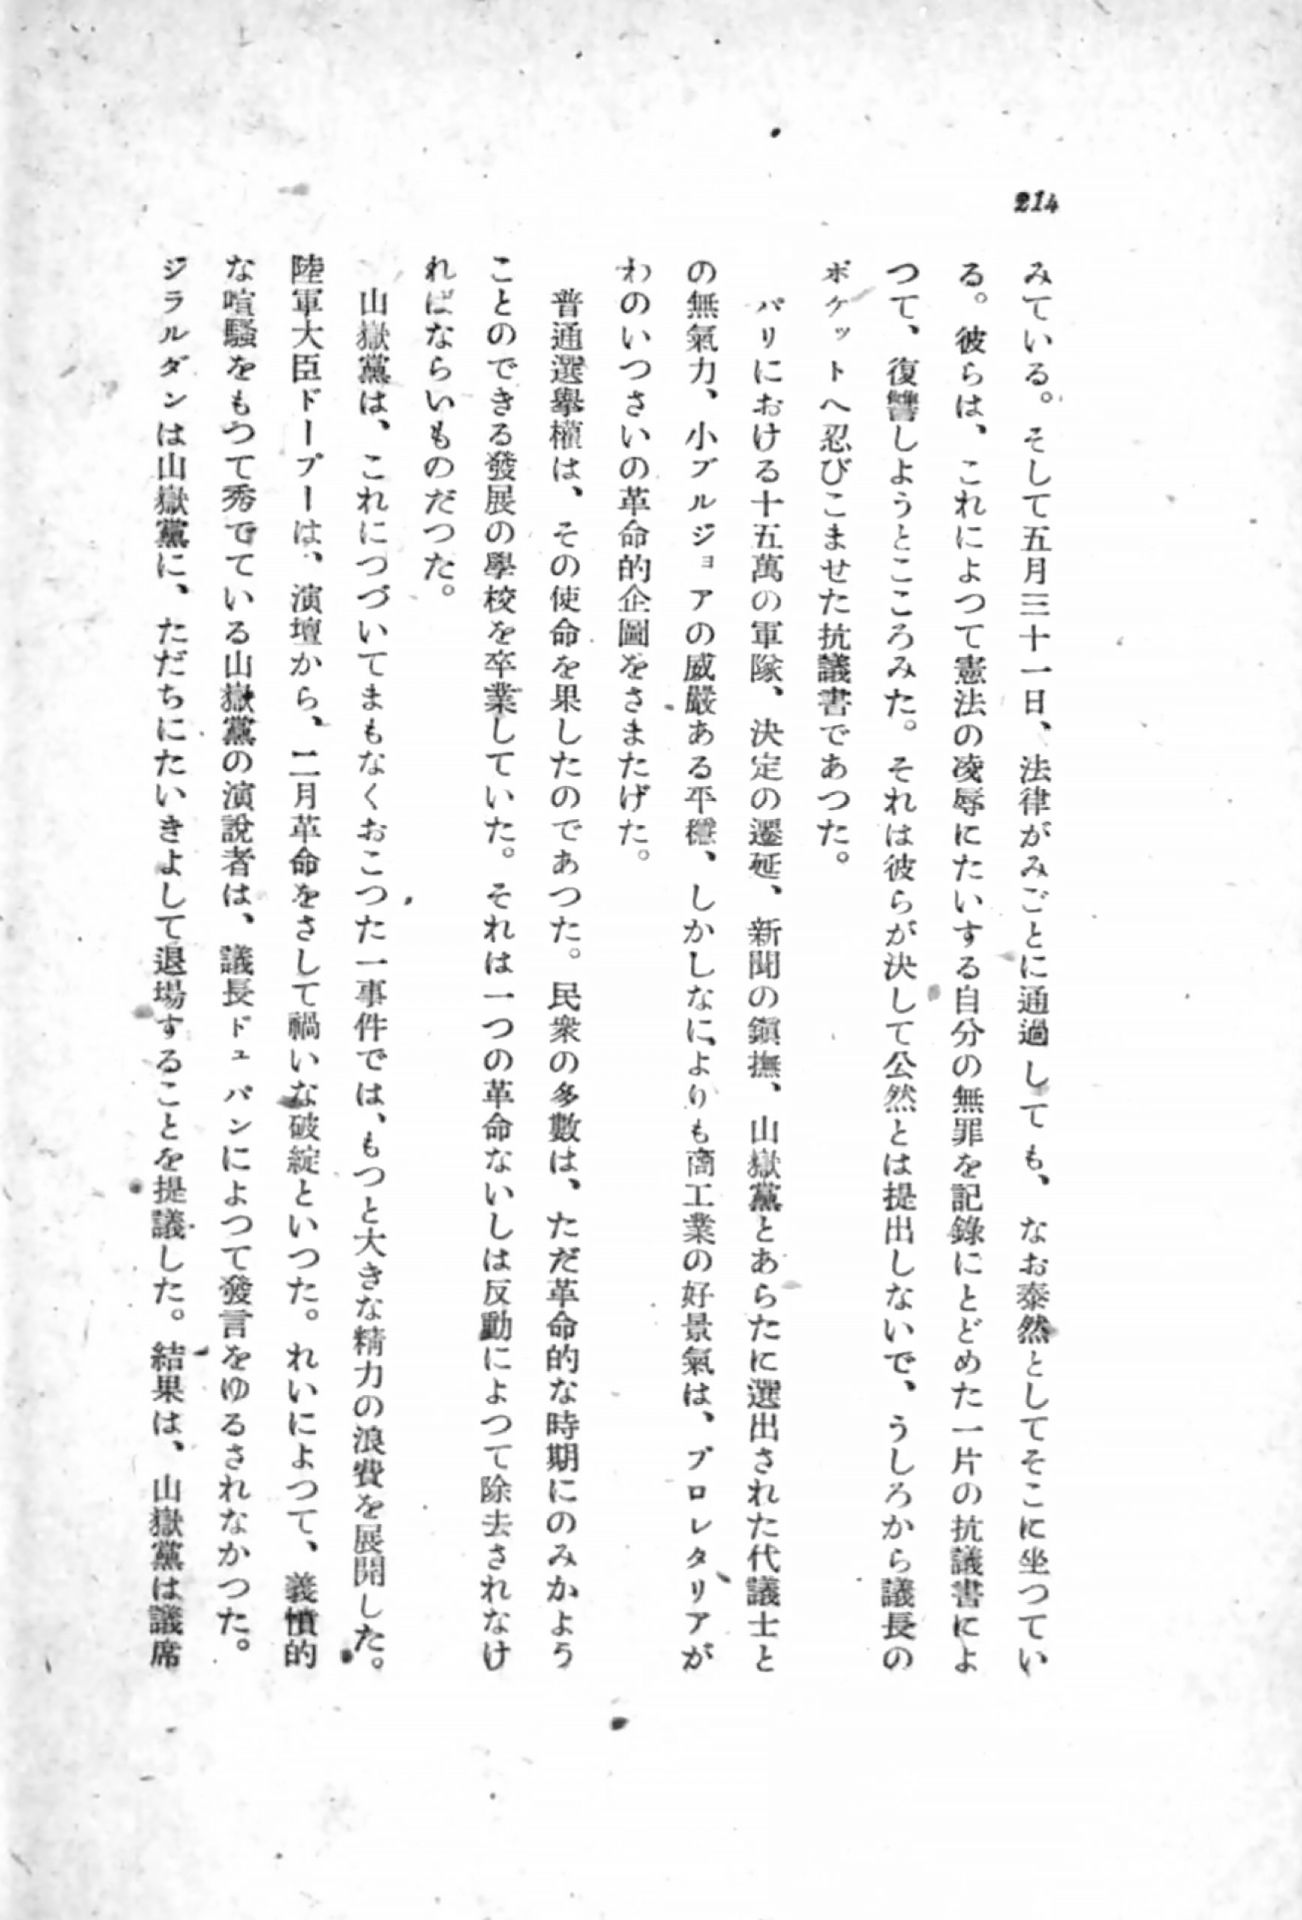 214
みている。そして五月三十一日、法律がみごとに通過しても、なお泰然としてそこに坐つてい
る。彼らは、これによつて憲法の凌辱にたいする自分の無罪を記録にとどめた一片の抗議書によ
つて、復讐しようとこころみた。それは彼らが決して公然とは提出しないで、うしろから議長の
ポケットへ忍びこませた抗議書であつた。
パリにおける十五萬の軍隊、決定の遷延、新聞の鎭撫、山嶽黨とあらたに選出された代議士と
の無氣力、小ブルジョアの威嚴ある平穩、しかしなによりも商工業の好景氣は、プロレタリアが
わのいつさいの革命的企圖をさまたげた。
普通選擧權は、その使命を果したのであつた。民衆の多數は、ただ革命的な時期にのみかよう
ことのできる發展の學校を卒業していた。それは一つの革命ないしは反動によつて除去されなけ
ればならいものだつた。
山嶽黨は、これにつづいてまもなくおこつた一事件では、もつと大きな精力の浪費を展開した。
陸軍大臣ドープーは、演壇から、二月革命をさして禍いな破綻といつた。れいによつて、義憤的
な喧騷をもつて秀でている山嶽黨の演說者は、議長ドュパンによつて發言をゆるされなかつた。
ジラルダンは山嶽黨に、ただちにたいきよして退場することを提議した。結果は、山嶽黨は議席